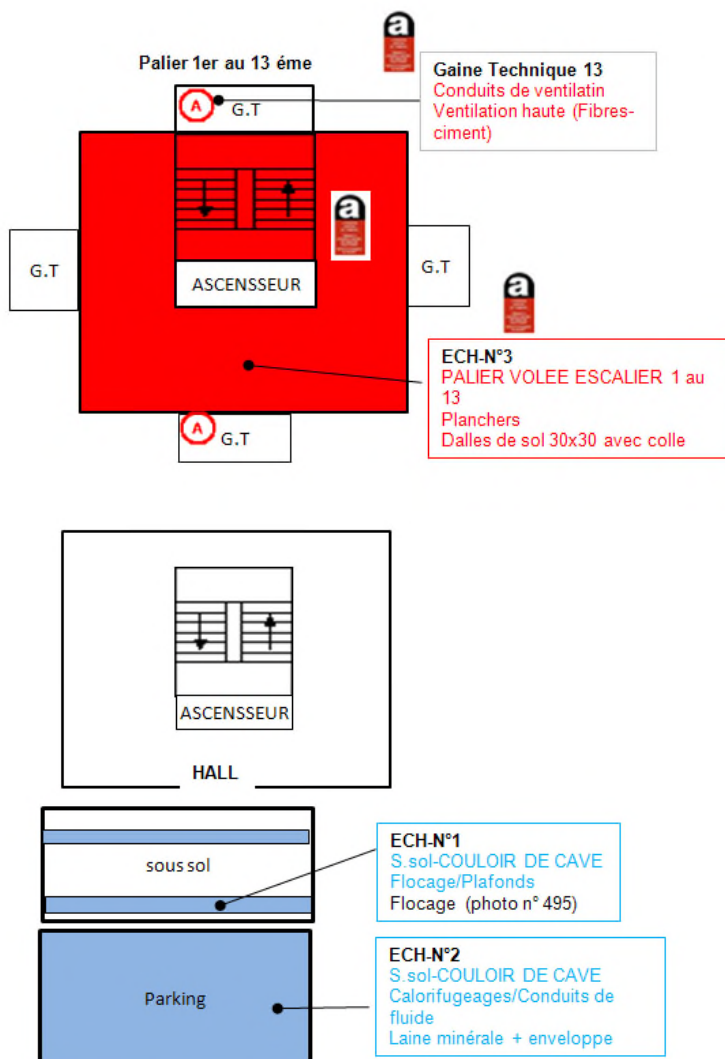 Palier 1er au 13 éme
Gaine Technique 13
Conduits de ventilatin
Ventilation haute (Fibres-
ciment)
A
G.T
a
a
G.T
ASCENSSEUR
G.T
a
ECH-N°3
PALIER VOLEE ESCALIER 1 au
13
Planchers
Dalles de sol 30x30 avec colle
A
G.T
ASCENSSEUR
HALL
sous sol
ECH-N°1
S.sol-COULOIR DE CAVE
Flocage/Plafonds
Flocage (photo n° 495)
Parking
ECH-N°2
S.sol-COULOIR DE CAVE
Calorifugeages/Conduits de
fluide
Laine minérale + enveloppe